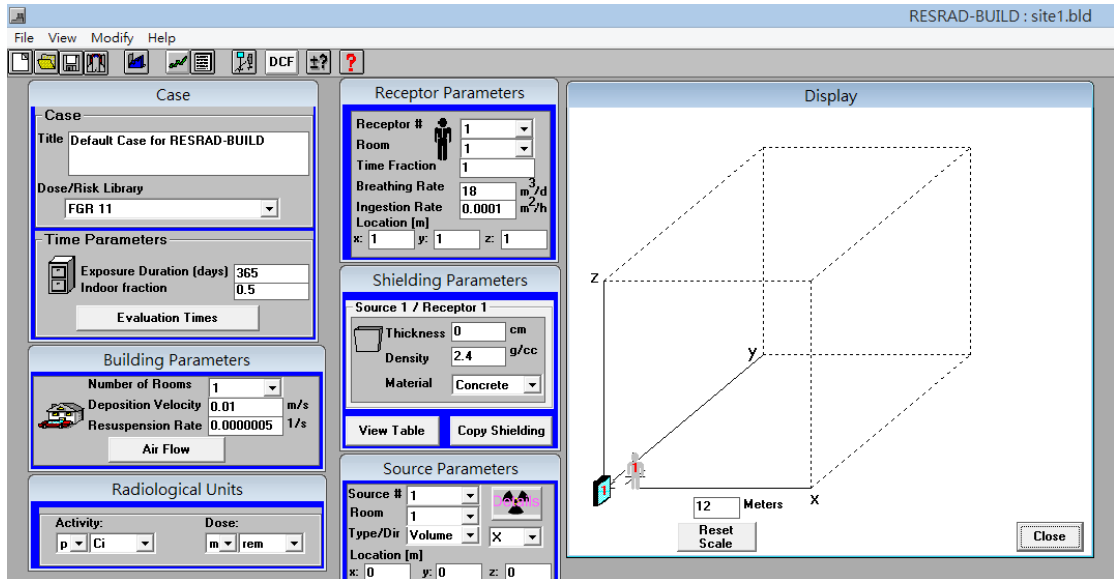 RESRAD-BUILD : site1.bld
File View Modify Help
DCF ±? ?
Case
Case
Title Default Case for RESRAD-BUILD
Dose/Risk Library
FGR 11
Time Parameters
Exposure Duration (days) 365
Indoor fraction 0.5
Evaluation Times
Building Parameters
Number of Rooms 1
Deposition Velocity 0.01 m/s
Resuspension Rate 0.0000005 1/s
Air Flow
Radiological Units
Activity: Dose:
p Ci m rem
Receptor Parameters
Receptor # 1
Room 1
Time Fraction 1
Breathing Rate 18 m3/d
Ingestion Rate 0.0001 m2/h
Location [m]
x: 1 y: 1 z: 1
Shielding Parameters
Source 1 / Receptor 1
Thickness 0 cm
Density 2.4 g/cc
Material Concrete
View Table Copy Shielding
Source Parameters
Source # 1 Details
Room 1
Type/Dir Volume X
Location [m]
x: 0 y: 0 z: 0
Display
z
y
1
1
x
12 Meters
Reset
Scale
Close